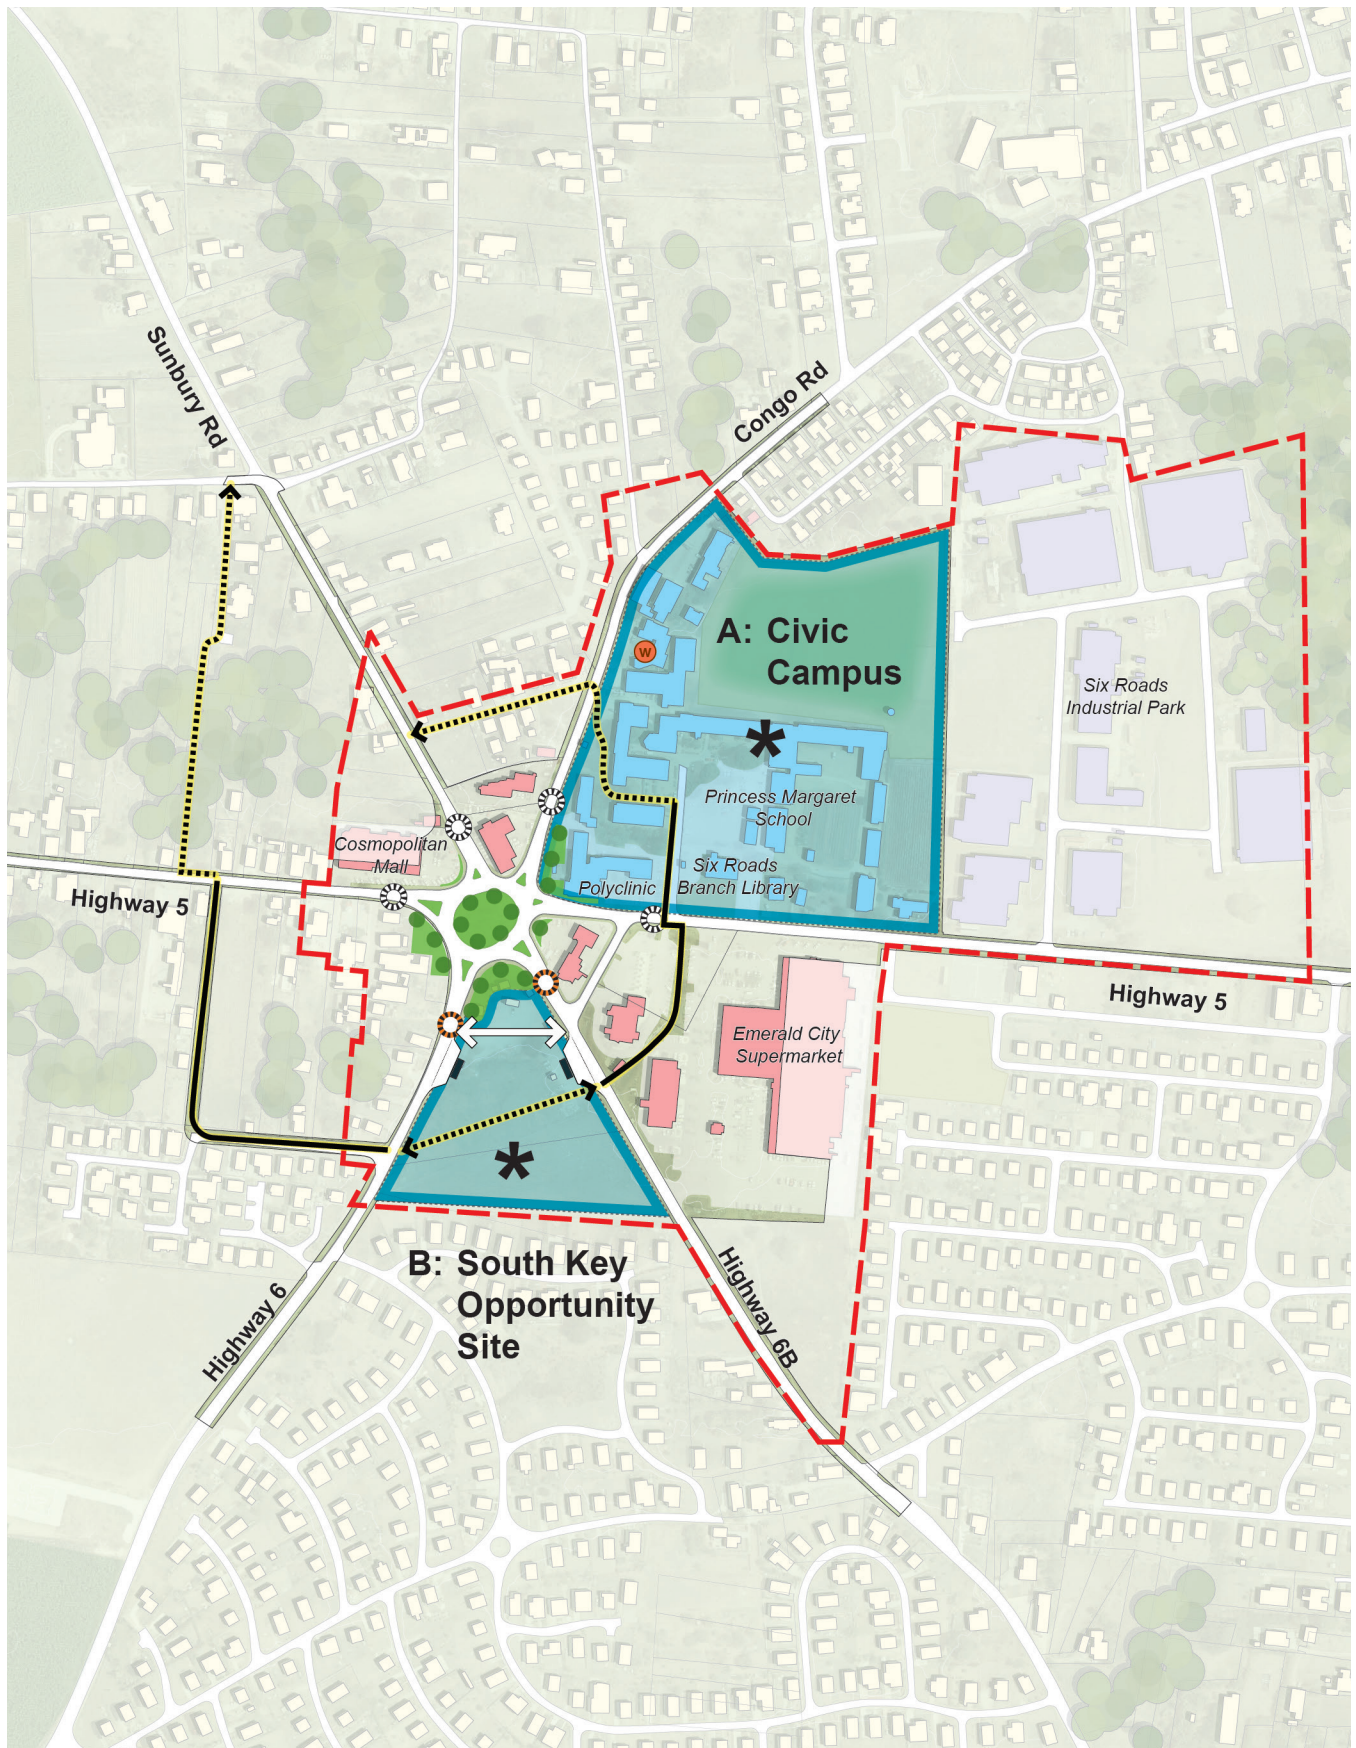 Sunbury Rd
Congo Rd
A: Civic
Campus
W
Six Roads
Industrial Park
*
Princess Margaret
School
Cosmopolitan
Mall
Six Roads
Branch Library
Polyclinic
Highway 5
Highway 5
Emerald City
Supermarket
*
B: South Key
Opportunity
Site
Highway 6
Highway 6B